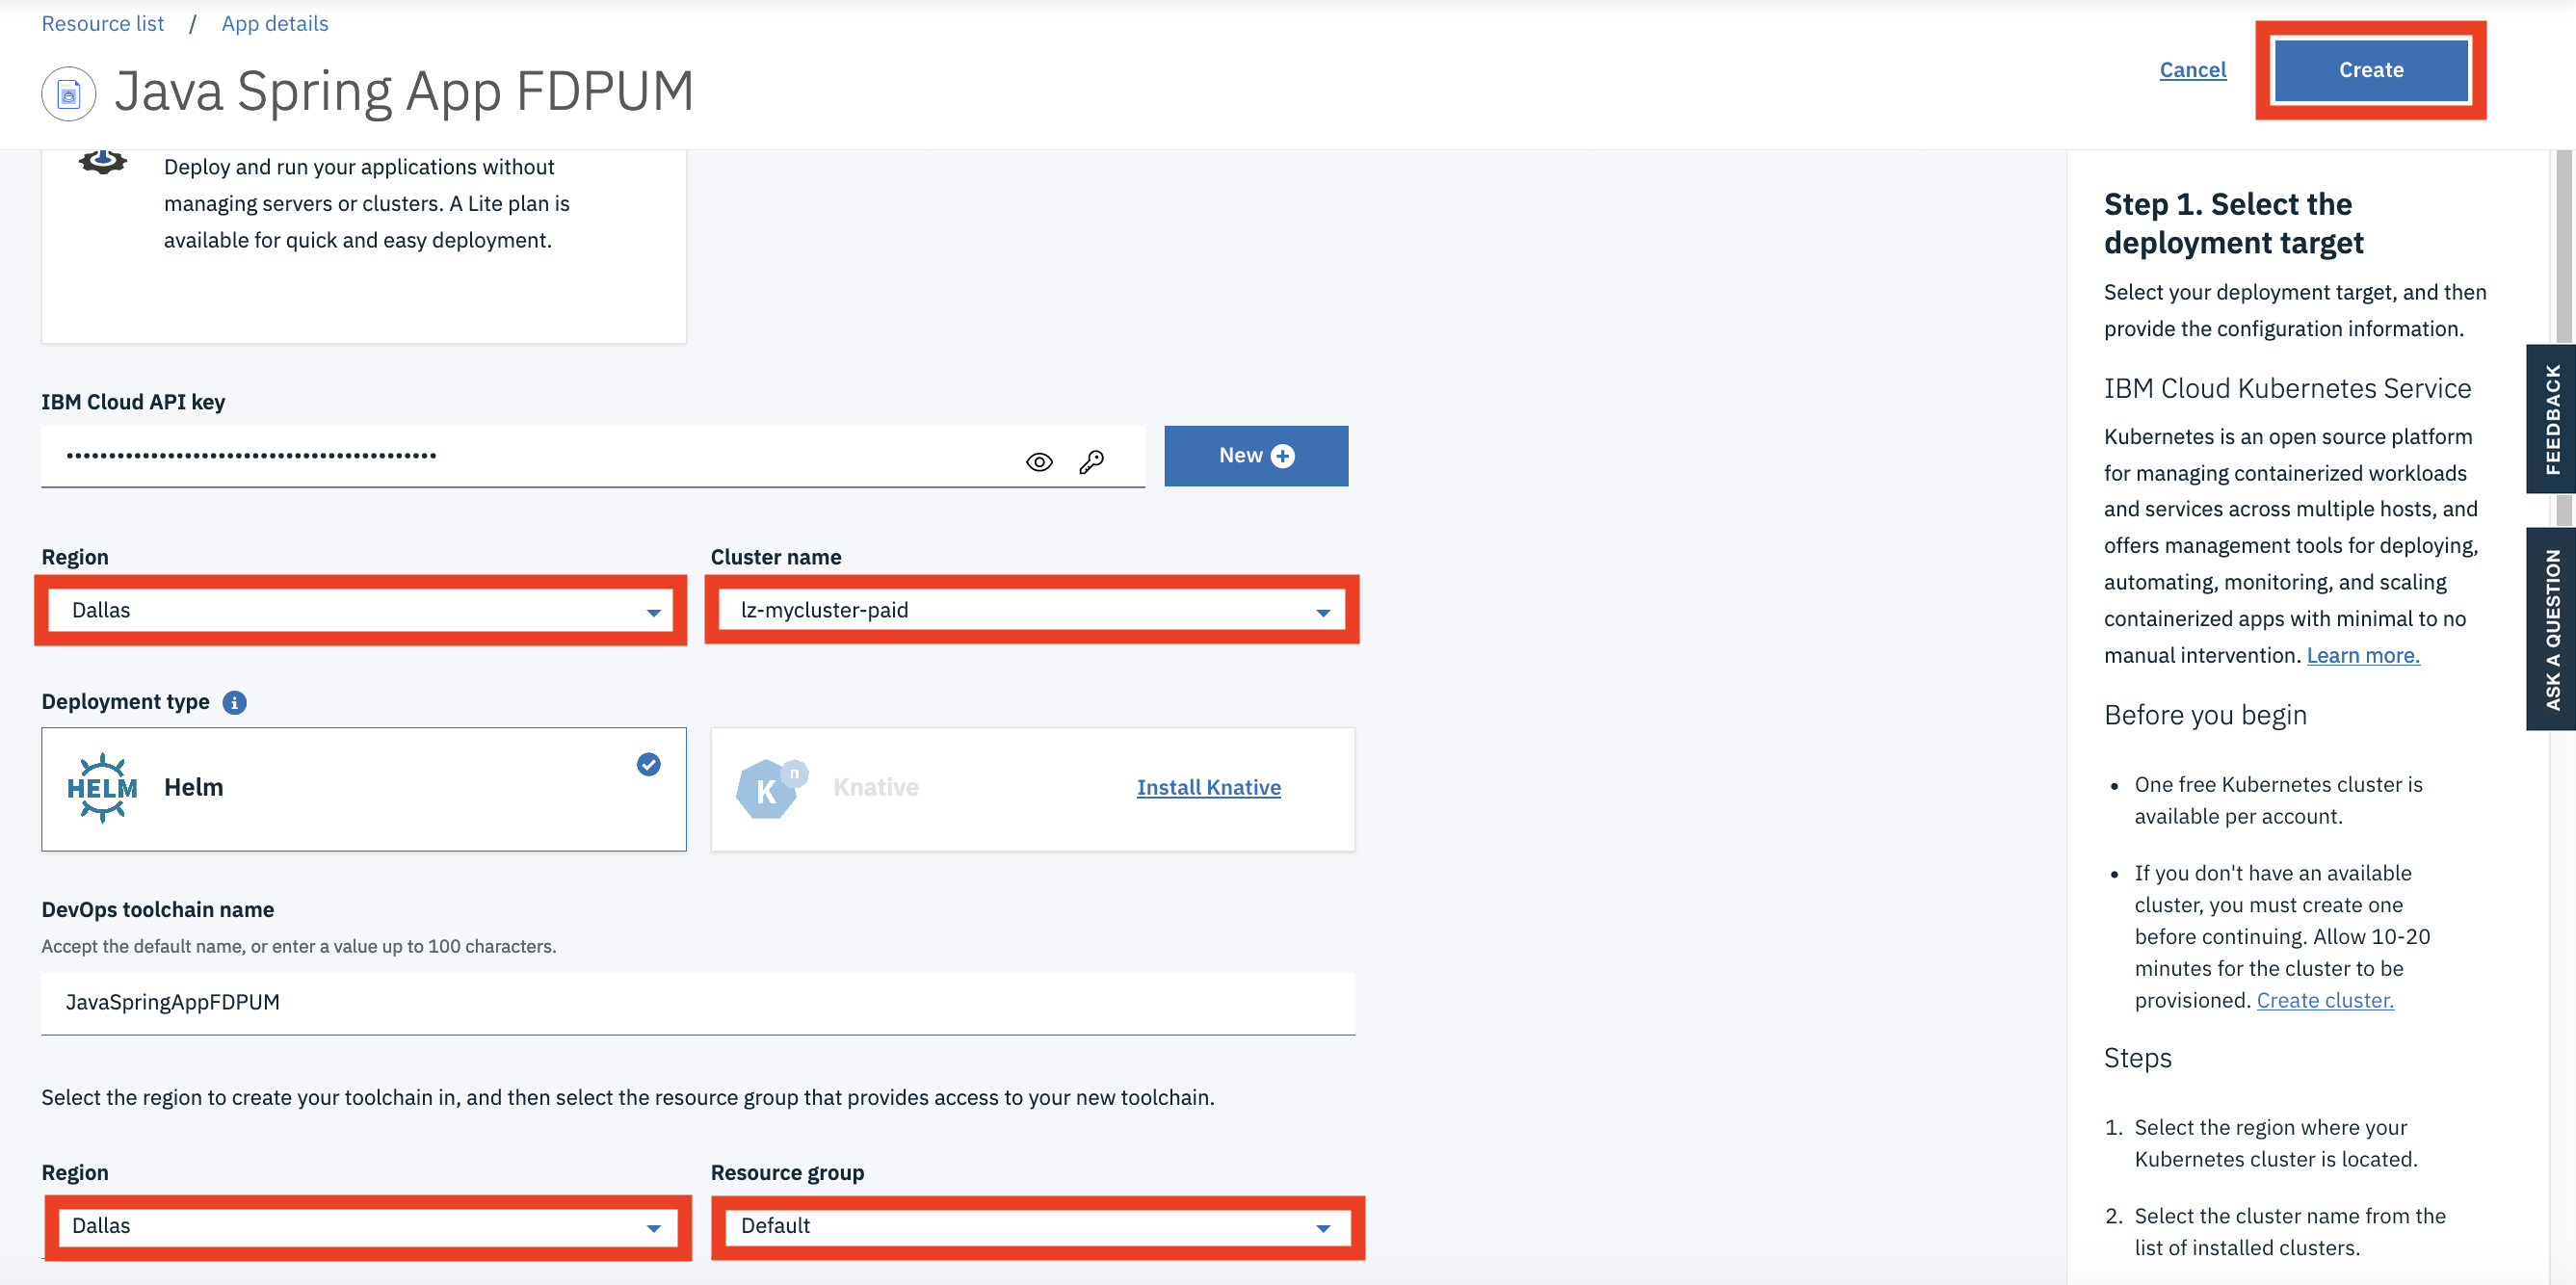 Resource list / App details
Java Spring App FDPUM
Cancel
Create
Deploy and run your applications without
managing servers or clusters. A Lite plan is
available for quick and easy deployment.
IBM Cloud API key
••••••••••••••••••••••••••••••••••••••••••••
New
Region
Cluster name
Dallas
lz-mycluster-paid
Deployment type
HELM
Helm
K n
Knative
Install Knative
DevOps toolchain name
Accept the default name, or enter a value up to 100 characters.
JavaSpringAppFDPUM
Select the region to create your toolchain in, and then select the resource group that provides access to your new toolchain.
Region
Resource group
Dallas
Default
Step 1. Select the
deployment target
Select your deployment target, and then
provide the configuration information.
IBM Cloud Kubernetes Service
Kubernetes is an open source platform
for managing containerized workloads
and services across multiple hosts, and
offers management tools for deploying,
automating, monitoring, and scaling
containerized apps with minimal to no
manual intervention. Learn more.
Before you begin
• One free Kubernetes cluster is
available per account.
• If you don't have an available
cluster, you must create one
before continuing. Allow 10-20
minutes for the cluster to be
provisioned. Create cluster.
Steps
1. Select the region where your
Kubernetes cluster is located.
2. Select the cluster name from the
list of installed clusters.
FEEDBACK
ASK A QUESTION